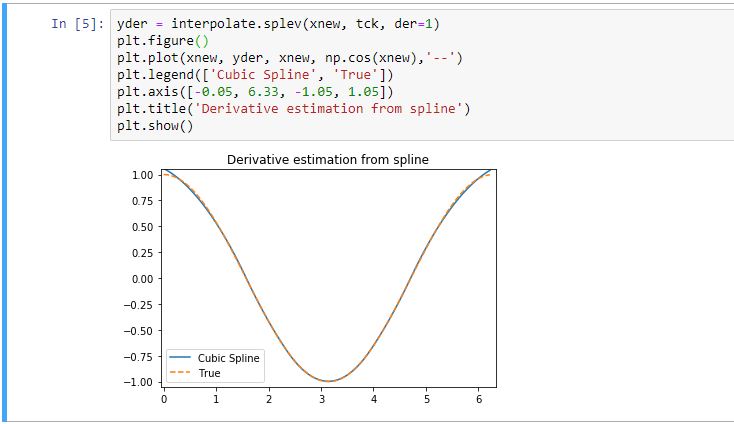 In [5]: yder = interpolate.splev(xnew, tck, der=1)
plt.figure()
plt.plot(xnew, yder, xnew, np.cos(xnew),'--')
plt.legend(['Cubic Spline', 'True'])
plt.axis([-0.05, 6.33, -1.05, 1.05])
plt.title('Derivative estimation from spline')
plt.show()
Derivative estimation from spline
1.00
0.75
0.50
0.25
0.00
−0.25
−0.50
−0.75
−1.00
Cubic Spline
True
0 1 2 3 4 5 6